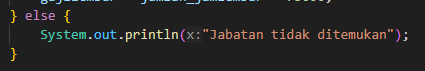 } else {
System.out.println(x:"Jabatan tidak ditemukan");
}